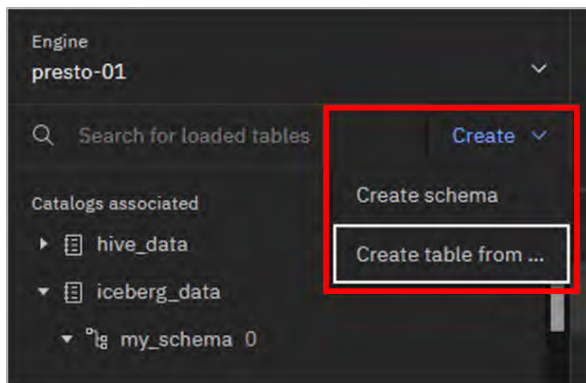 Engine
presto-01
Search for loaded tables
Create
Create schema
Catalogs associated
hive_data
Create table from ...
iceberg_data
my_schema 0